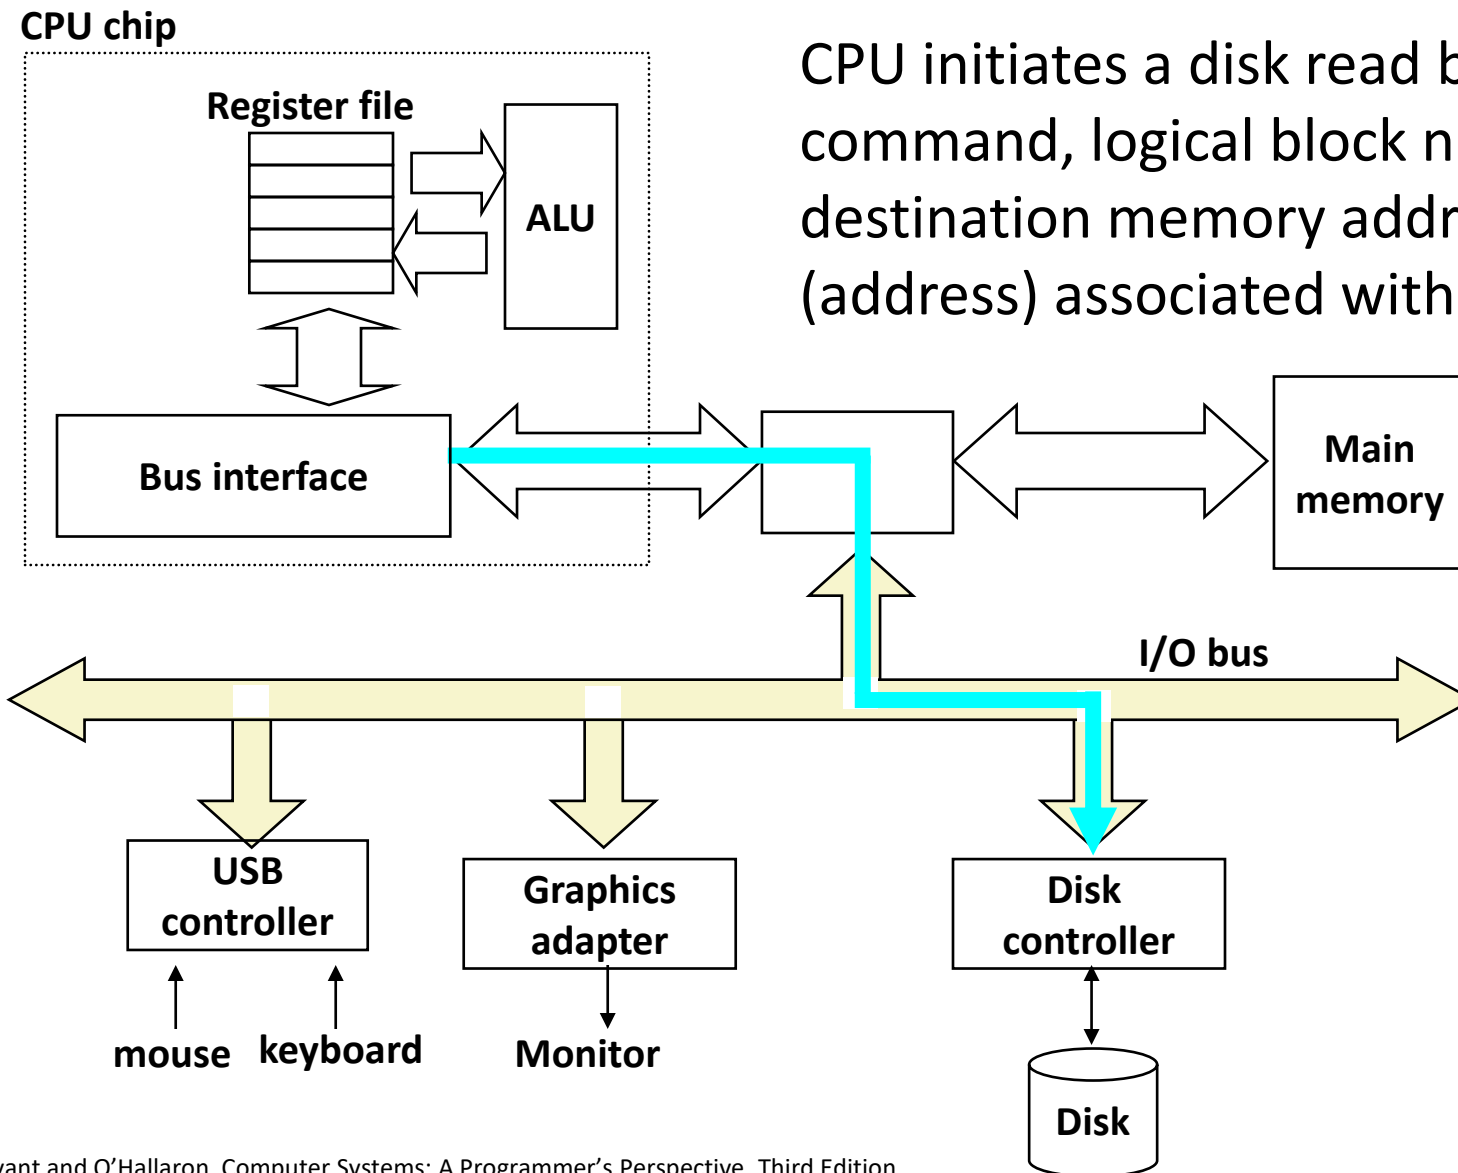 CPU chip
CPU initiates a disk read
command, logical block
destination memory
(address) associated with
Register file
ALU
Bus interface
Main
memory
I/O bus
USB
controller
Graphics
adapter
Disk
controller
mouse
keyboard
Monitor
Disk
and O'Hallaron, Computer Systems: A Programmer's Perspective, Third Edition